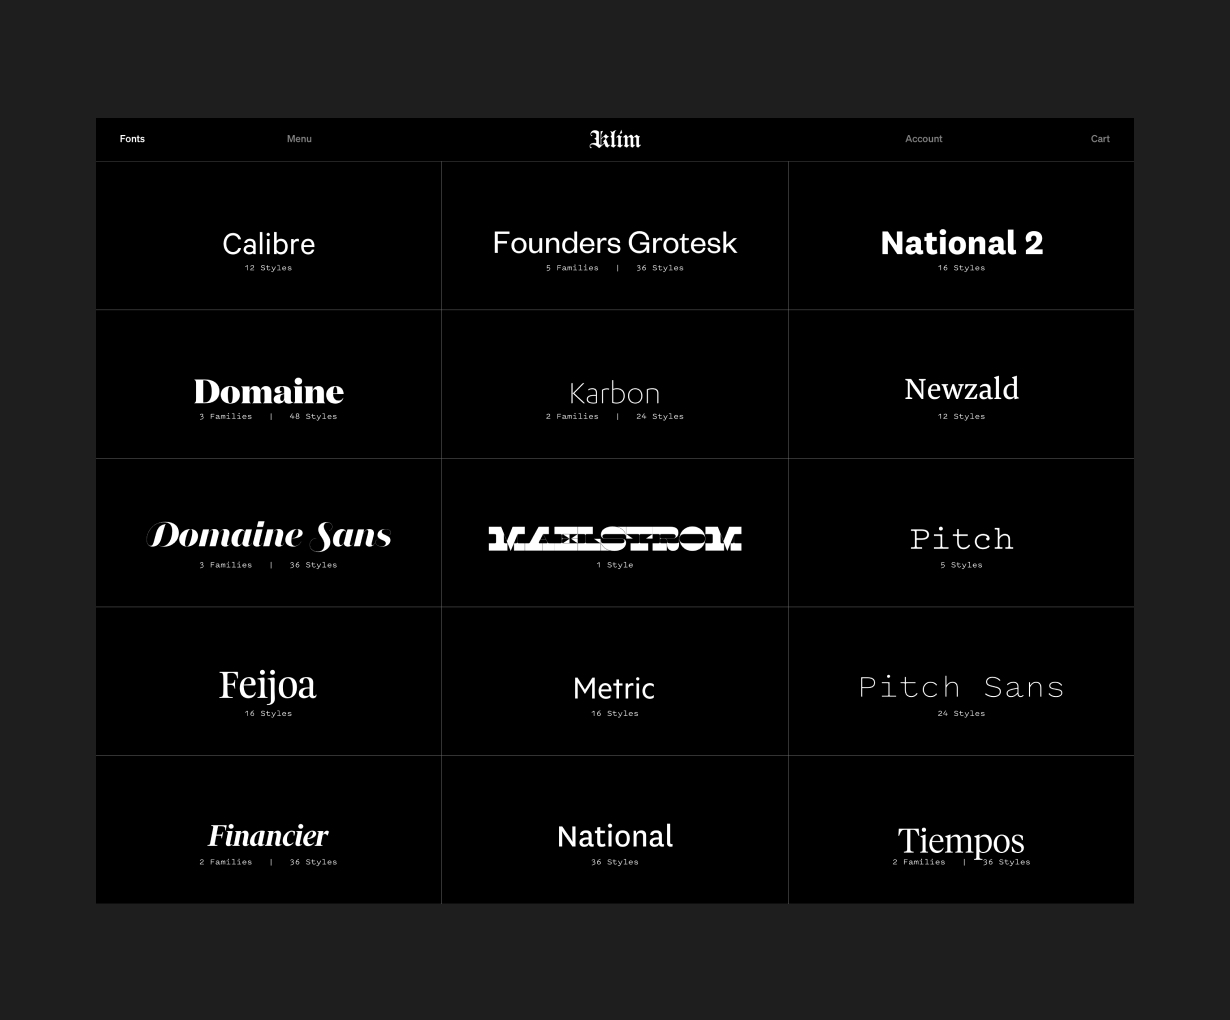 Fonts Menu Klim Account Cart
Calibre
12 Styles
Founders Grotesk
5 Families | 36 Styles
National 2
16 Styles
Domaine
3 Families | 48 Styles
Karbon
2 Families | 24 Styles
Newzald
12 Styles
Domaine Sans
3 Families | 36 Styles
MAELSTROM
1 Style
Pitch
5 Styles
Feijoa
16 Styles
Metric
16 Styles
Pitch Sans
24 Styles
Financier
2 Families | 36 Styles
National
36 Styles
Tiempos
2 Families | 36 Styles